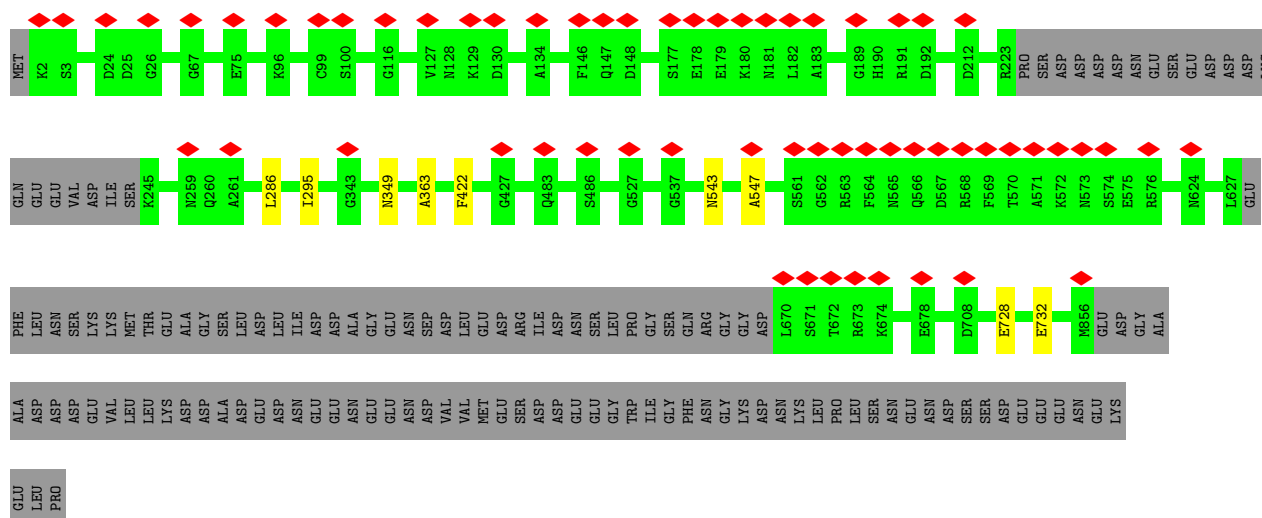 MET K2 S3 D24 D25 G26 G67 E75 K96 C99 S100 G116 V127 N128 K129 D130 A134 F146 Q147 D148 S177 E178 E179 K180 N181 L182 A183 G189 H190 R191 D192 D212 R223 PRO SER ASP ASP ASP ASP ASN GLU SER GLU ASP ASP ASP
GLN GLU GLU VAL ASP ILE SER K245 N259 Q260 A261 L286 I295 G343 N349 A363 F422 G427 Q483 S486 G527 G537 N543 A547 S561 G562 R563 F564 N565 Q566 D567 R568 F569 T570 A571 K572 N573 S574 E575 R576 N624 L627 GLU
PHE LEU ASN SER LYS LYS MET THR GLU ALA GLY SER LEU ASP LEU ILE ASP ASP ALA GLY GLU ASN SEP ASP LEU GLU ASP ARG ILE ASP ASN SER LEU PRO GLY SER GLN ARG GLY GLY ASP L670 S671 T672 R673 K674 E678 D708 E728 E732 M856 GLU ASP GLY ALA
ALA ASP ASP ASP GLU VAL LEU LEU LYS ASP ASP ALA ASP GLU ASP ASN GLU GLU ASN GLU GLU ASN ASP VAL VAL MET GLU SER ASP ASP GLU GLU GLY TRP ILE GLY PHE ASN GLY LYS ASP ASN LYS LEU PRO LEU SER ASN GLU ASN ASP SER SER ASP GLU GLU GLU ASN GLU LYS
GLU LEU PRO